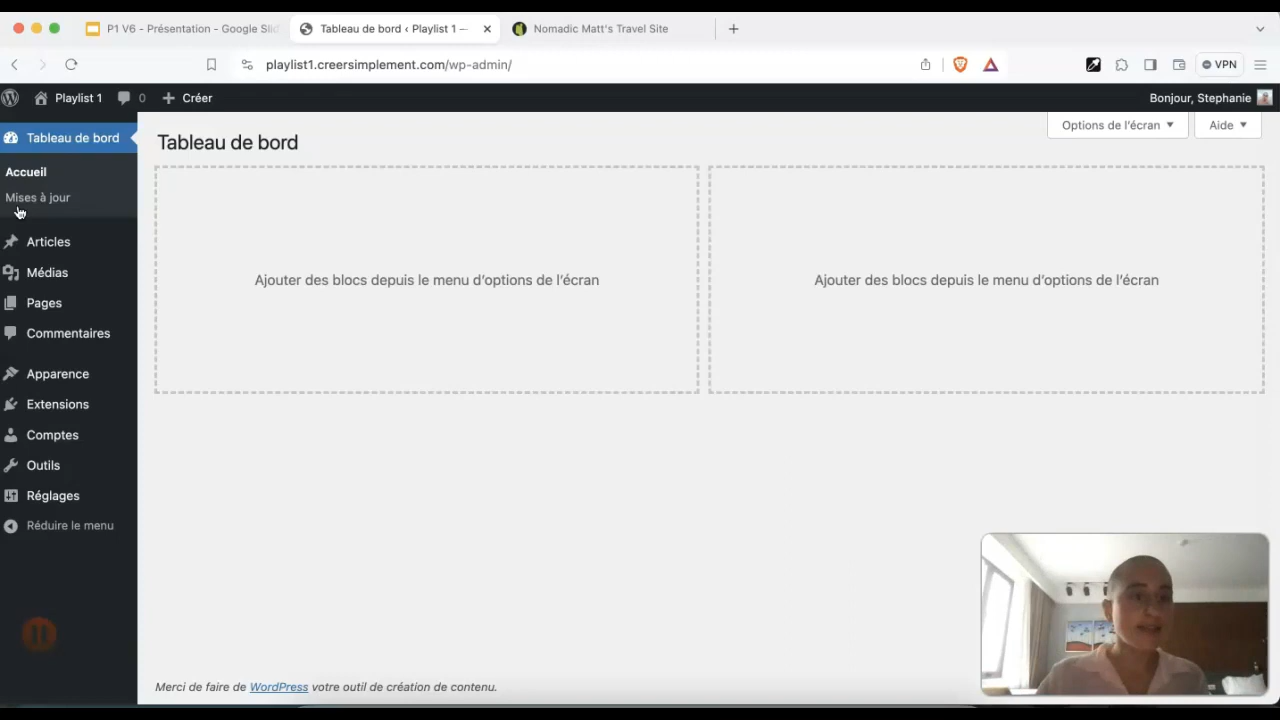 P1 V6 - Présentation - Google Slid
Tableau de bord ‹ Playlist 1 —
Nomadic Matt's Travel Site
playlist1.creersimplement.com/wp-admin/
VPN
Playlist 1
0
Créer
Bonjour, Stephanie
Tableau de bord
Accueil
Mises à jour
Articles
Médias
Pages
Commentaires
Apparence
Extensions
Comptes
Outils
Réglages
Réduire le menu
Options de l'écran ▼
Aide ▼
Tableau de bord
Ajouter des blocs depuis le menu d'options de l'écran
Ajouter des blocs depuis le menu d'options de l'écran
Merci de faire de WordPress votre outil de création de contenu.